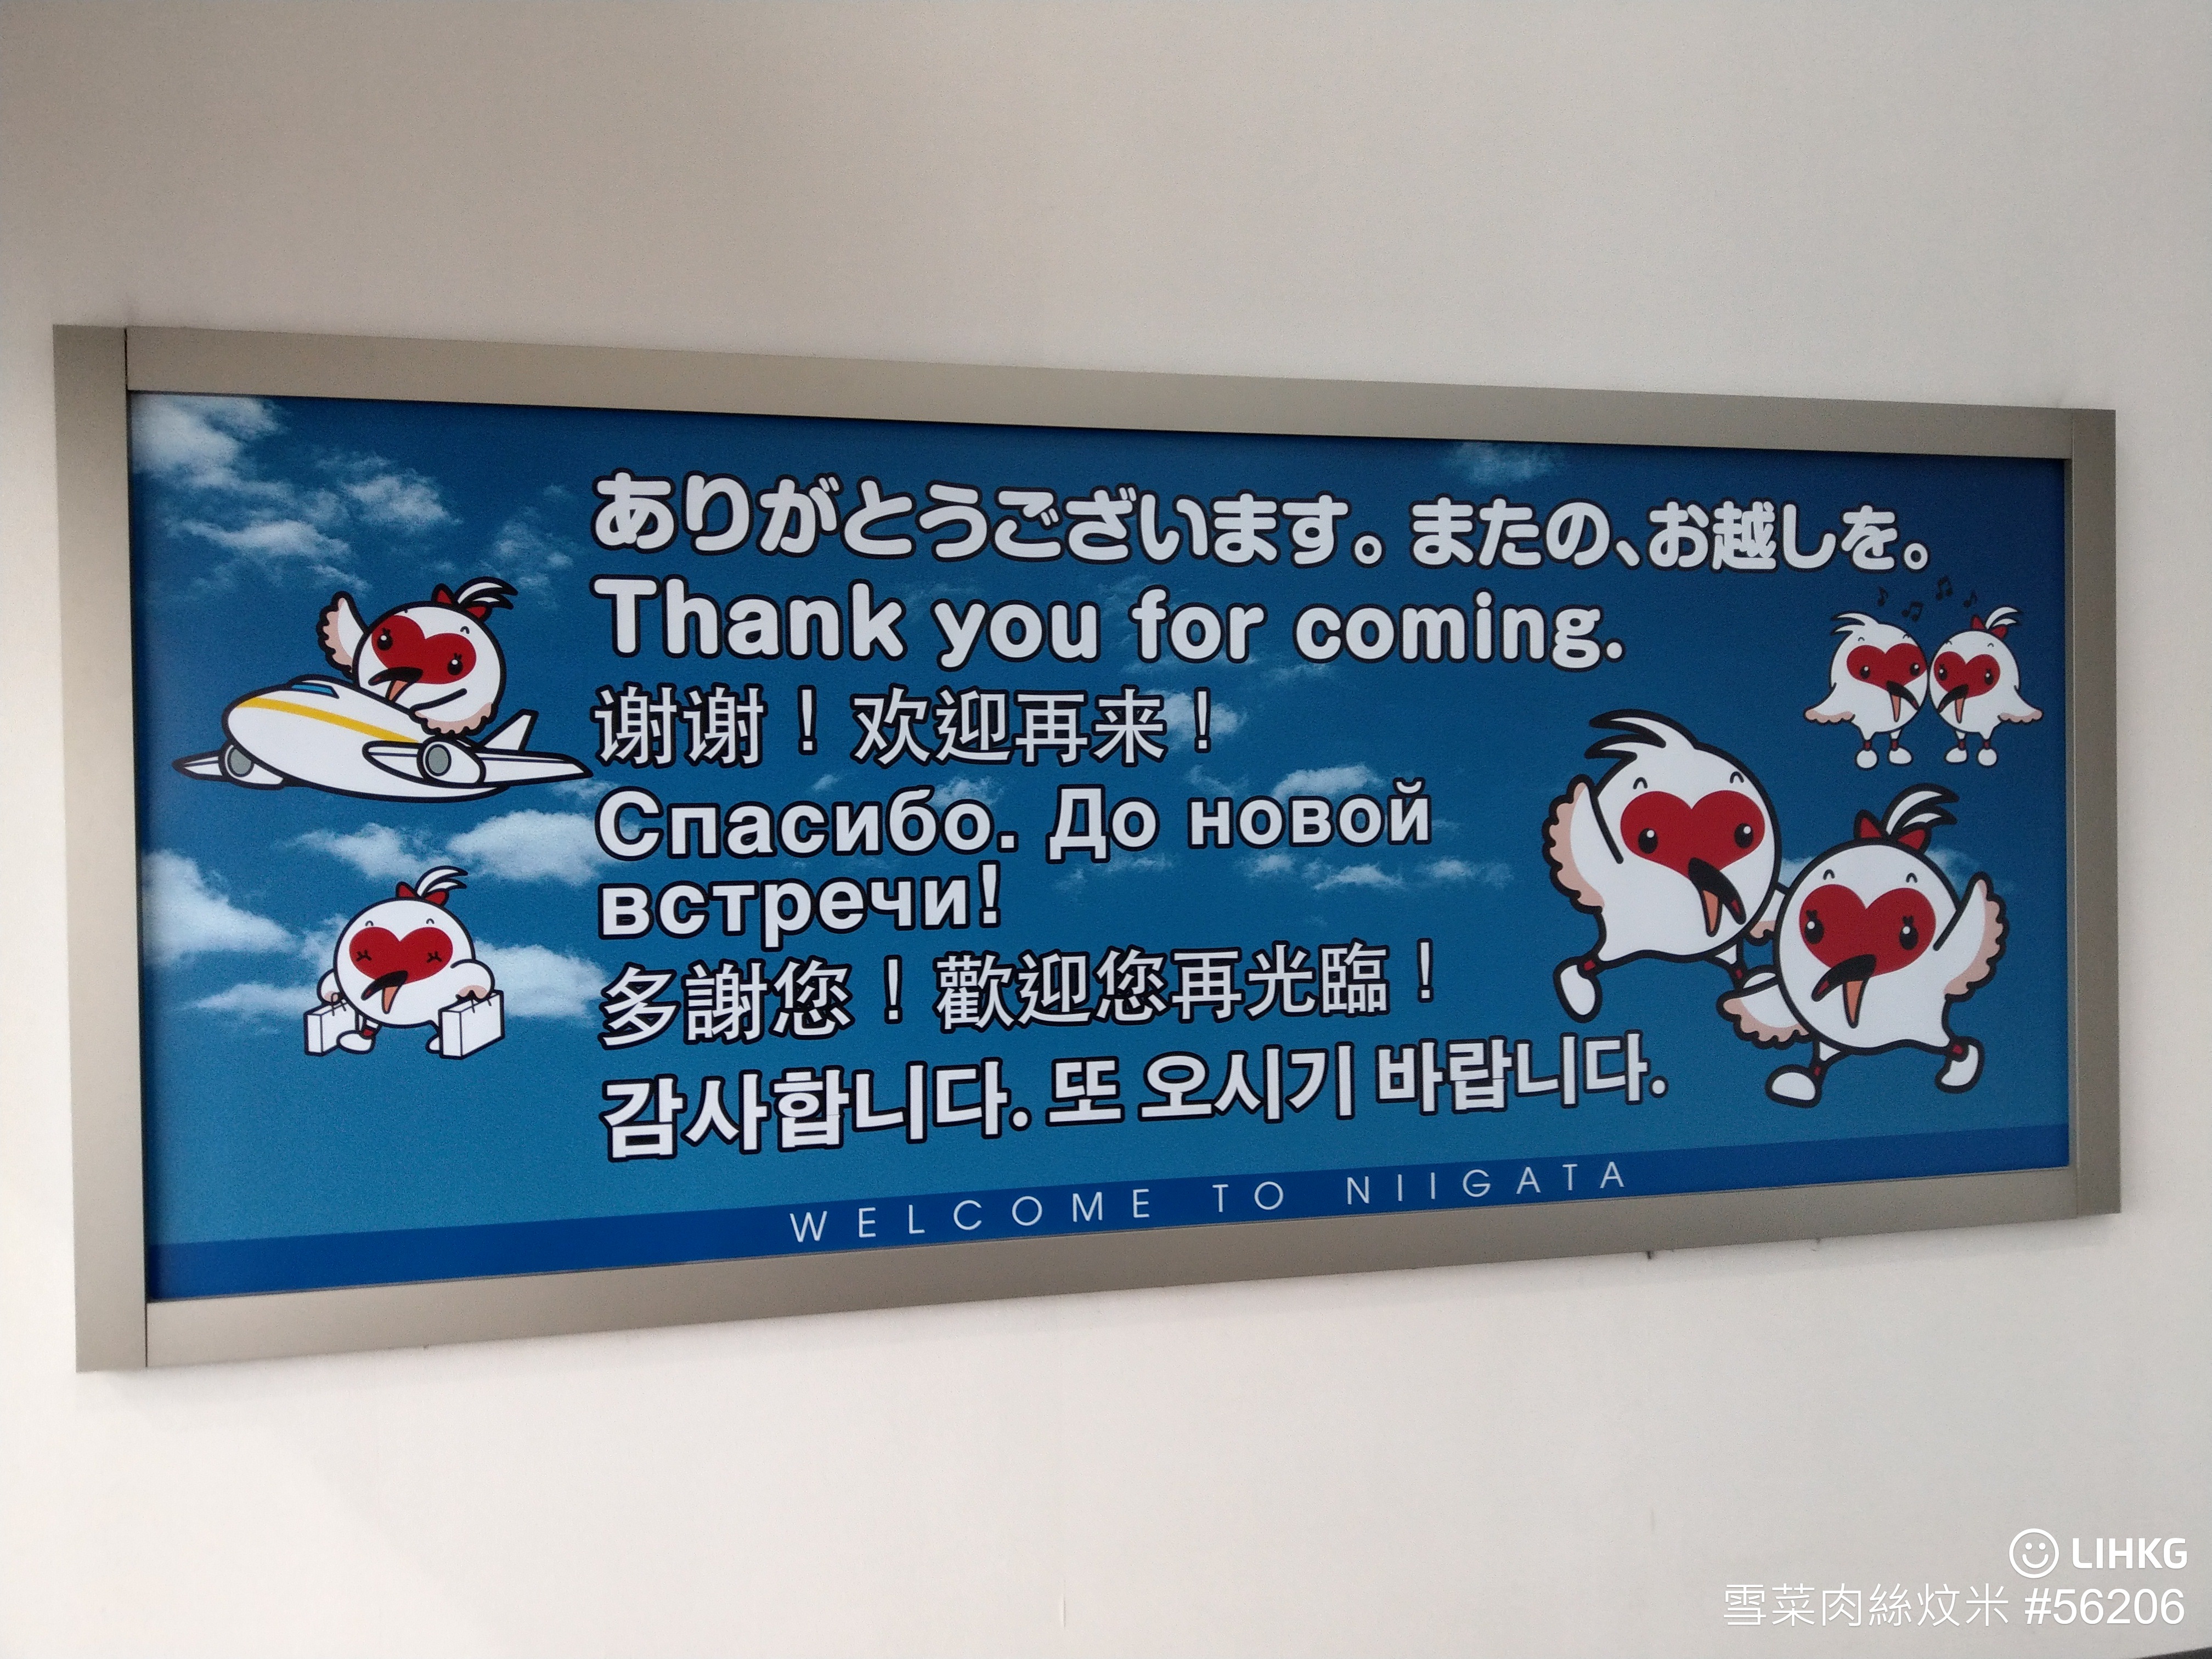 ありがとうございます。またの、お越しを。
Thank you for coming.
谢谢！欢迎再来！
Спасибо. До новой
встречи!
多謝您！歡迎您再光臨！
감사합니다. 또 오시기 바랍니다.
WELCOME TO NIIGATA
LIHKG
雪菜肉絲炆米 #56206